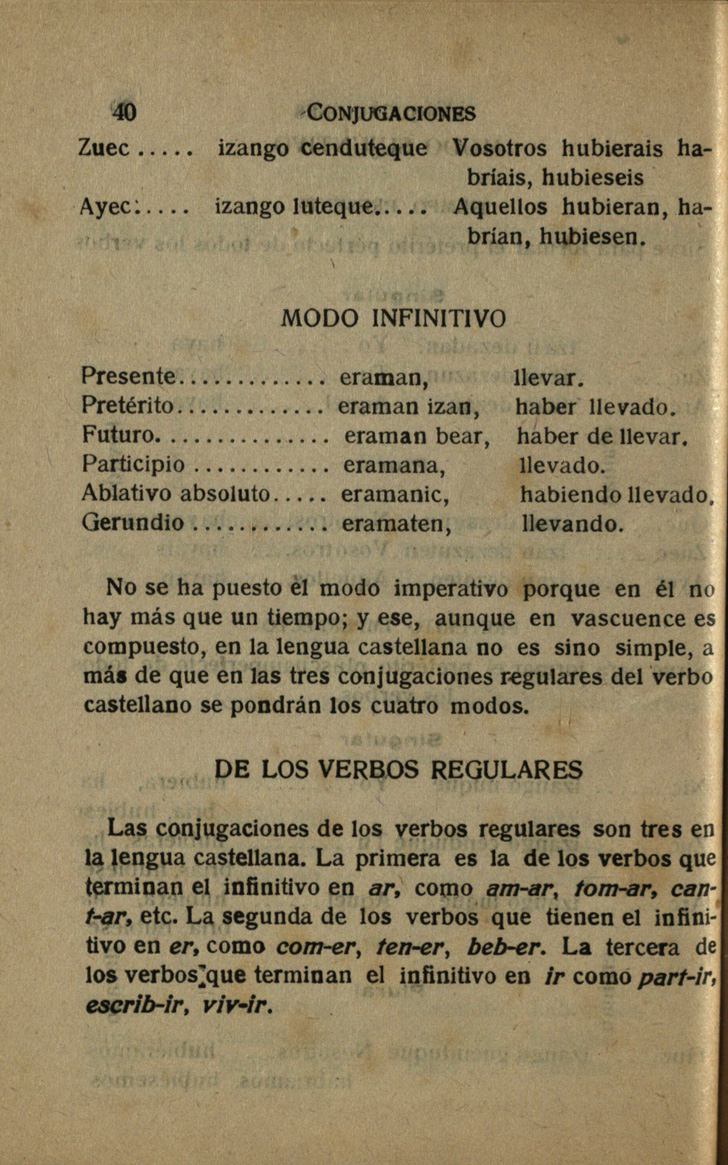 40 CONJUGACIONES
Zuec ..... izango cenduteque Vosotros hubierais ha-
bríais, hubieseis
Ayec ..... izango luteque..... Aquellos hubieran, ha-
brían, hubiesen.
MODO INFINITIVO
Presente............. eraman, llevar.
Pretérito............. eraman izan, haber llevado.
Futuro............... eraman bear, haber de llevar.
Participio ............ eramana, llevado.
Ablativo absoluto..... eramanic, habiendo llevado.
Gerundio ............ eramaten, llevando.
No se ha puesto el modo imperativo porque en él no
hay más que un tiempo; y ese, aunque en vascuence es
compuesto, en la lengua castellana no es sino simple, a
más de que en las tres conjugaciones regulares del verbo
castellano se pondrán los cuatro modos.
DE LOS VERBOS REGULARES
Las conjugaciones de los verbos regulares son tres en
la lengua castellana. La primera es la de los verbos que
terminan el infinitivo en ar, como am-ar, tom-ar, can-
t-ar, etc. La segunda de los verbos que tienen el infini-
tivo en er, como com-er, ten-er, beb-er. La tercera de
los verbos que terminan el infinitivo en ir como part-ir,
escrib-ir, viv-ir.